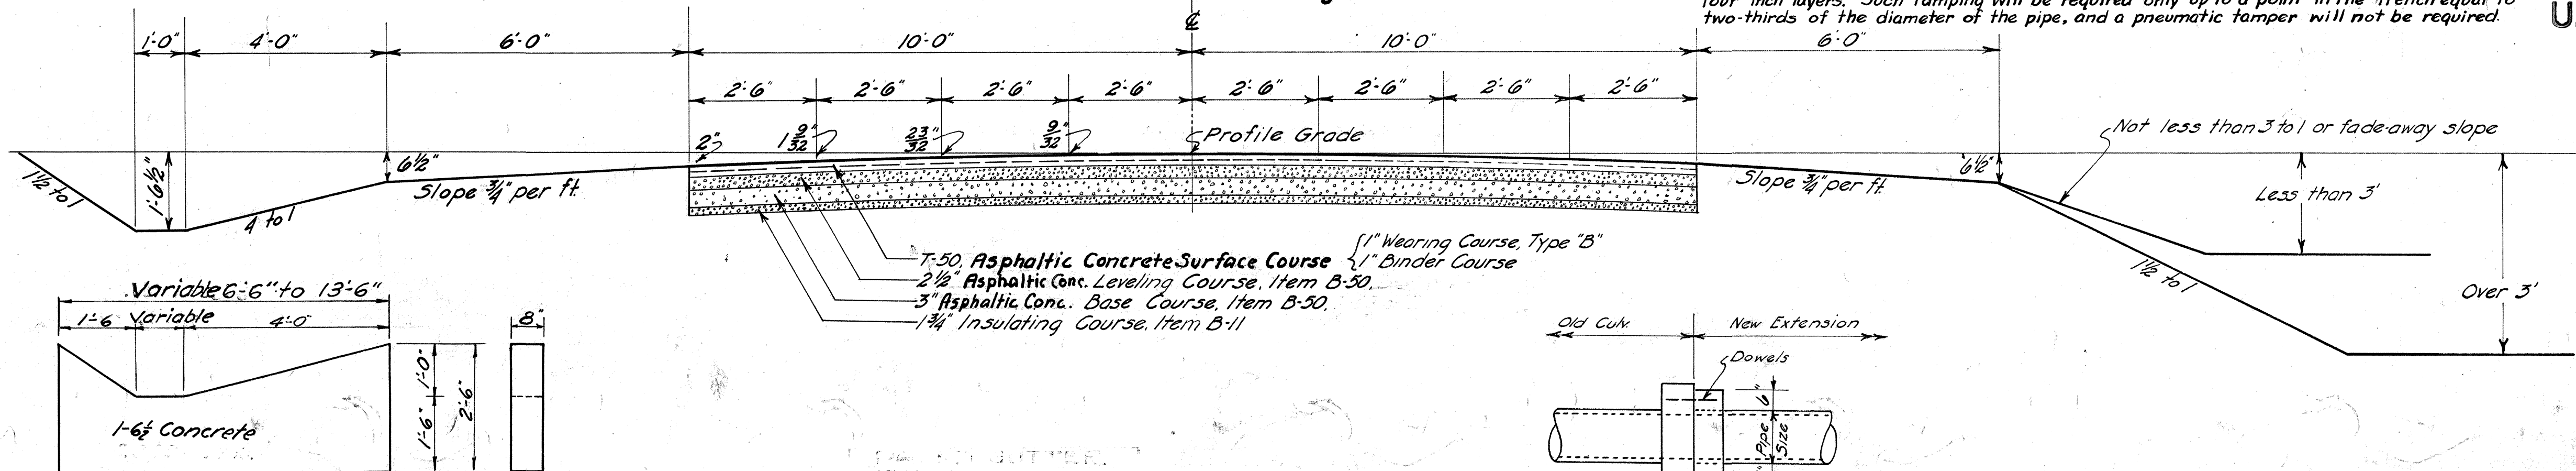 four inch layers. Such tamping will be required only up to a point in the trench equal to
two-thirds of the diameter of the pipe, and a pneumatic tamper will not be required.
℄
1'-0" 4'-0" 6'-0" 10'-0" 10'-0" 6'-0"
2'-6" 2'-6" 2'-6" 2'-6" 2'-6" 2'-6" 2'-6" 2'-6"
2" 1 9/32" 23/32" 9/32" Profile Grade
Not less than 3 to 1 or fade-away slope
1½ to 1
1'-6½"
6½"
Slope ¾" per ft.
4 to 1
6½"
Slope ¾" per ft.
Less than 3'
1½ to 1
Over 3'
T-50, Asphaltic Concrete Surface Course { 1" Wearing Course, Type "B"
1" Binder Course
2½" Asphaltic Conc. Leveling Course, Item B-50,
3" Asphaltic Conc. Base Course, Item B-50,
1¾" Insulating Course, Item B-11
Variable 6'-6" to 13'-6"
1'-6 Variable 4'-0"
8"
1'-0"
1'-6"
2'-6"
1-6½ Concrete
Old Culv. New Extension
Dowels
6"
Pipe
Size